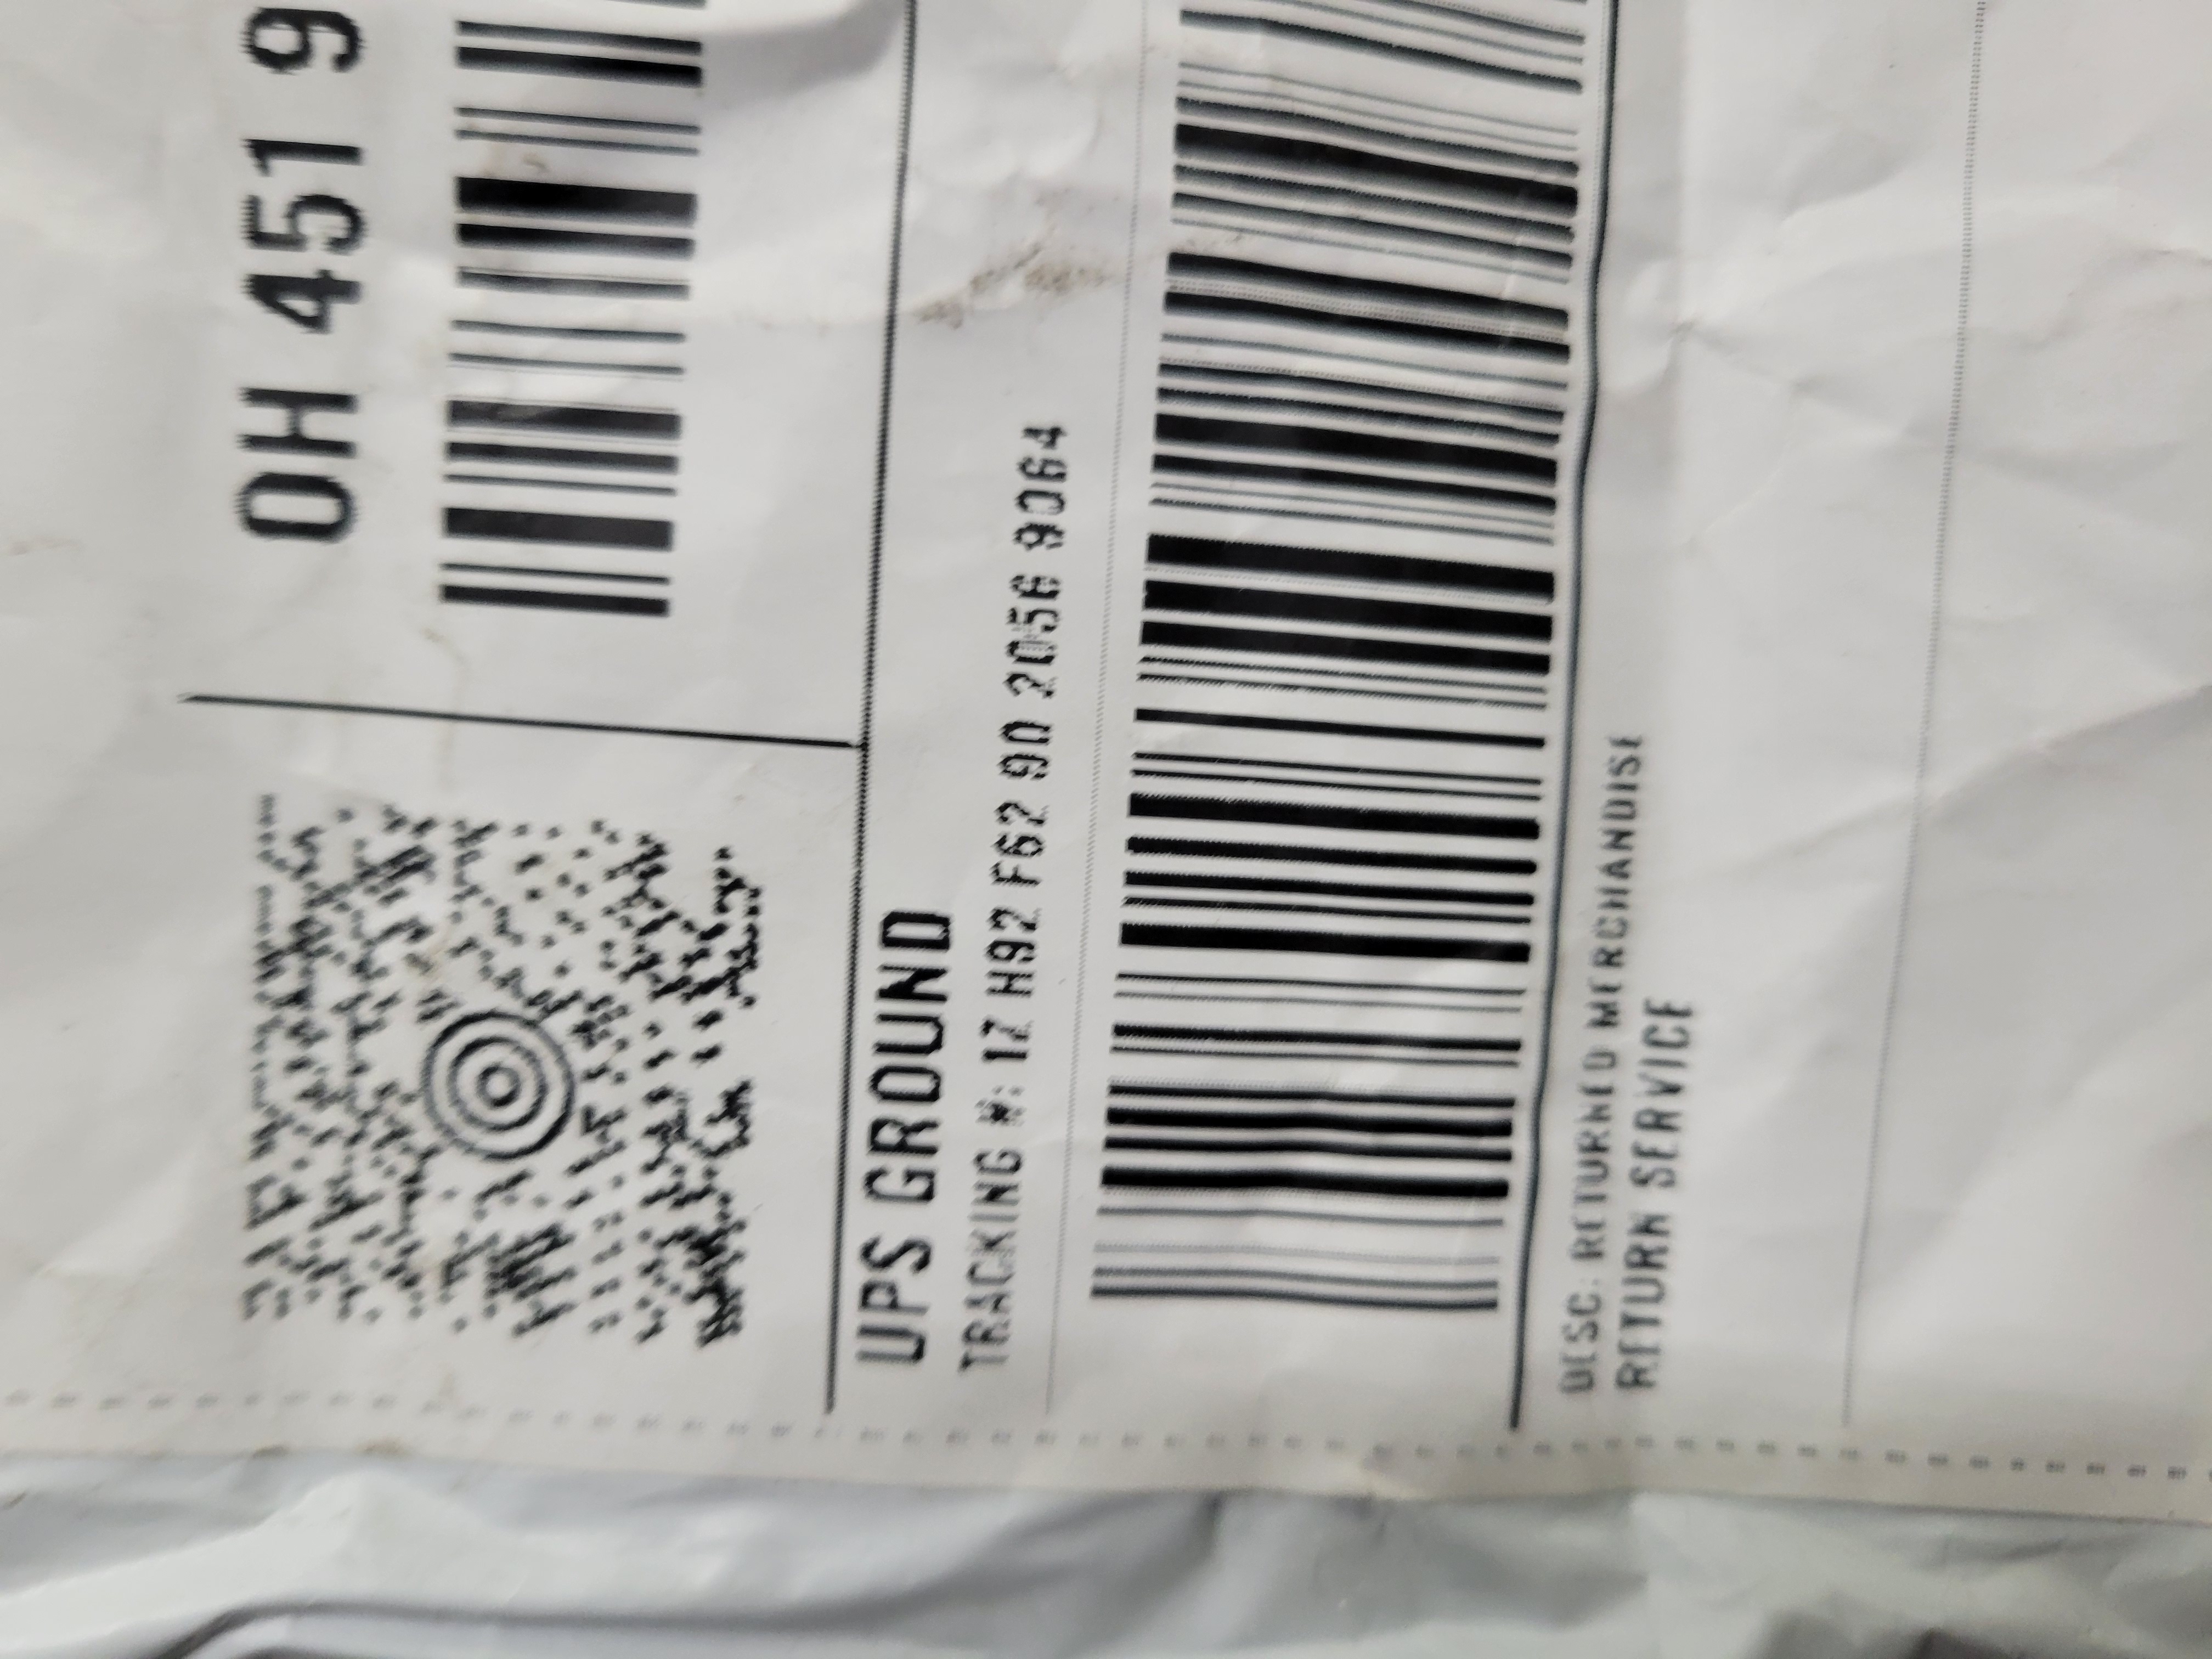 OH 451 9
UPS GROUND
TRACKING #: 1Z H92 F62 90 2056 9064
DESC: RETURNED MERCHANDISE
RETURN SERVICE